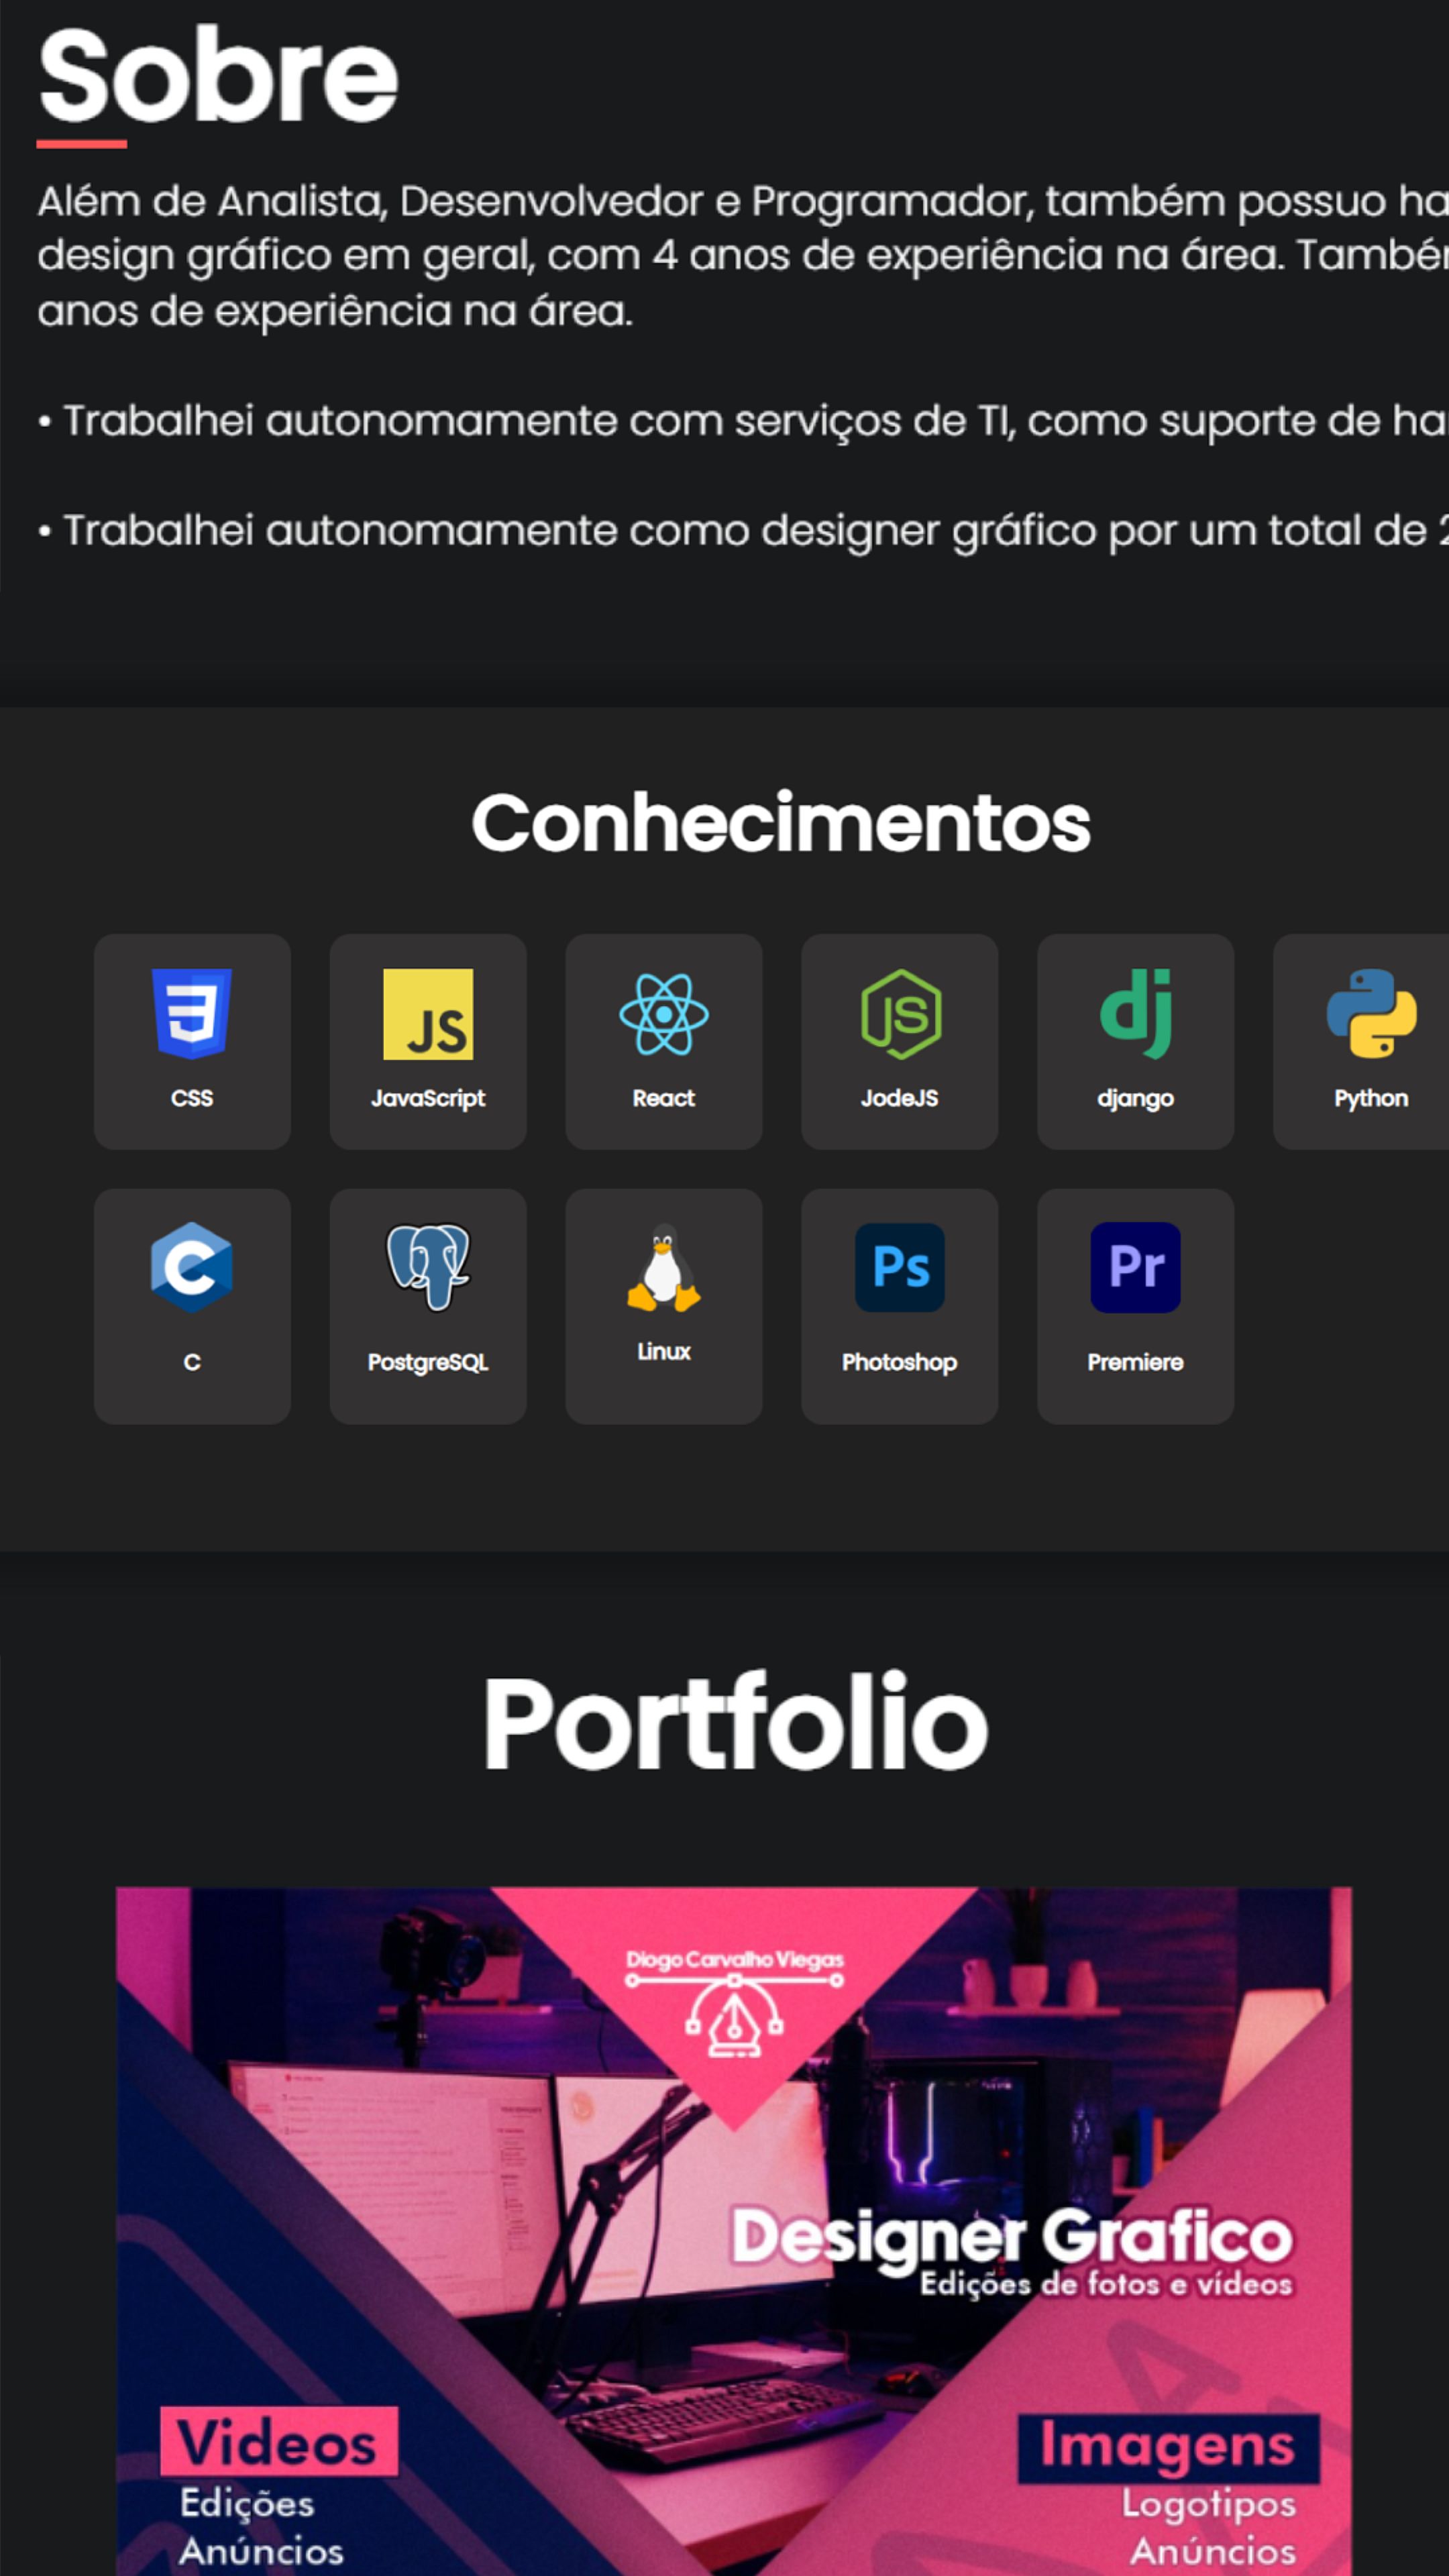 Sobre
Além de Analista, Desenvolvedor e Programador, também possuo ha
design gráfico em geral, com 4 anos de experiência na área. També
anos de experiência na área.
• Trabalhei autonomamente com serviços de TI, como suporte de ha
• Trabalhei autonomamente como designer gráfico por um total de 2
Conhecimentos
JS
JS
dj
CSS
JavaScript
React
JodeJS
django
Python
C
Ps
Pr
C
PostgreSQL
Linux
Photoshop
Premiere
Portfolio
Diogo Carvalho Viegas
Designer Grafico
Edições de fotos e vídeos
Videos
Imagens
Edições
Logotipos
Anúncios
Anúncios